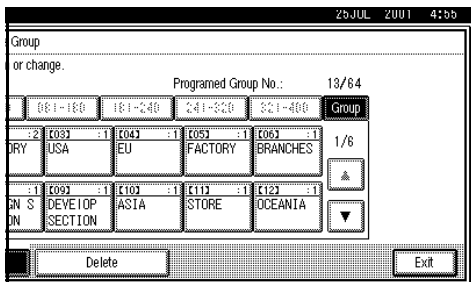 25JUL 2001 4:55
Group
or change.
Programed Group No.: 13/64
081-160 161-240 241-320 321-400 Group
:2 [03] :1 [04] :1 [05] :1 [06] :1
ORY USA EU FACTORY BRANCHES 1/6
:1 [09] :1 [10] :1 [11] :1 [12] :1
GN S DEVEIOP ASIA STORE OCEANIA
ON SECTION
Delete Exit